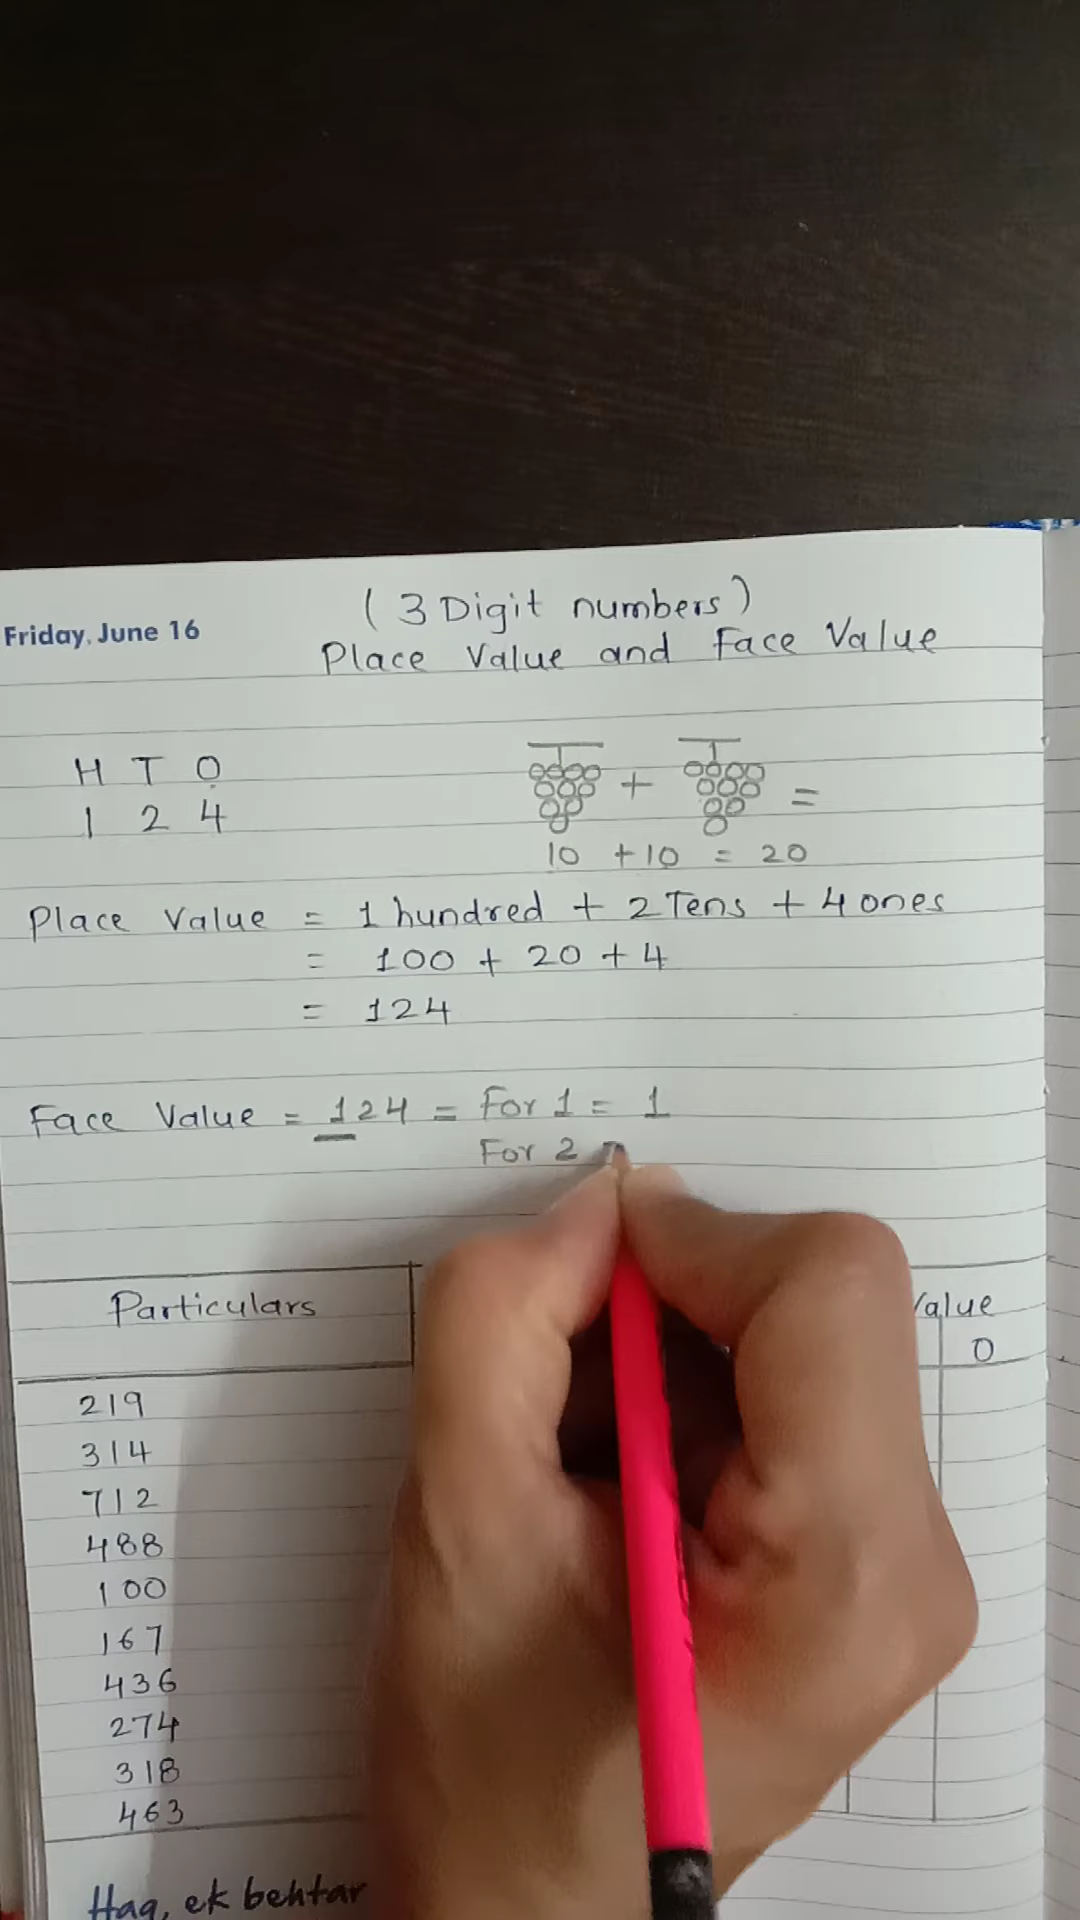 ( 3 Digit numbers )
Friday, June 16
Place Value and Face Value
H T O
1 2 4
+ =
10 + 10 = 20
Place Value = 1 hundred + 2 Tens + 4 ones
= 100 + 20 + 4
= 124
Face Value = 124 = For 1 = 1
For 2
Particulars
Value
O
219
314
712
488
100
167
436
274
318
463
Haq, ek behtar